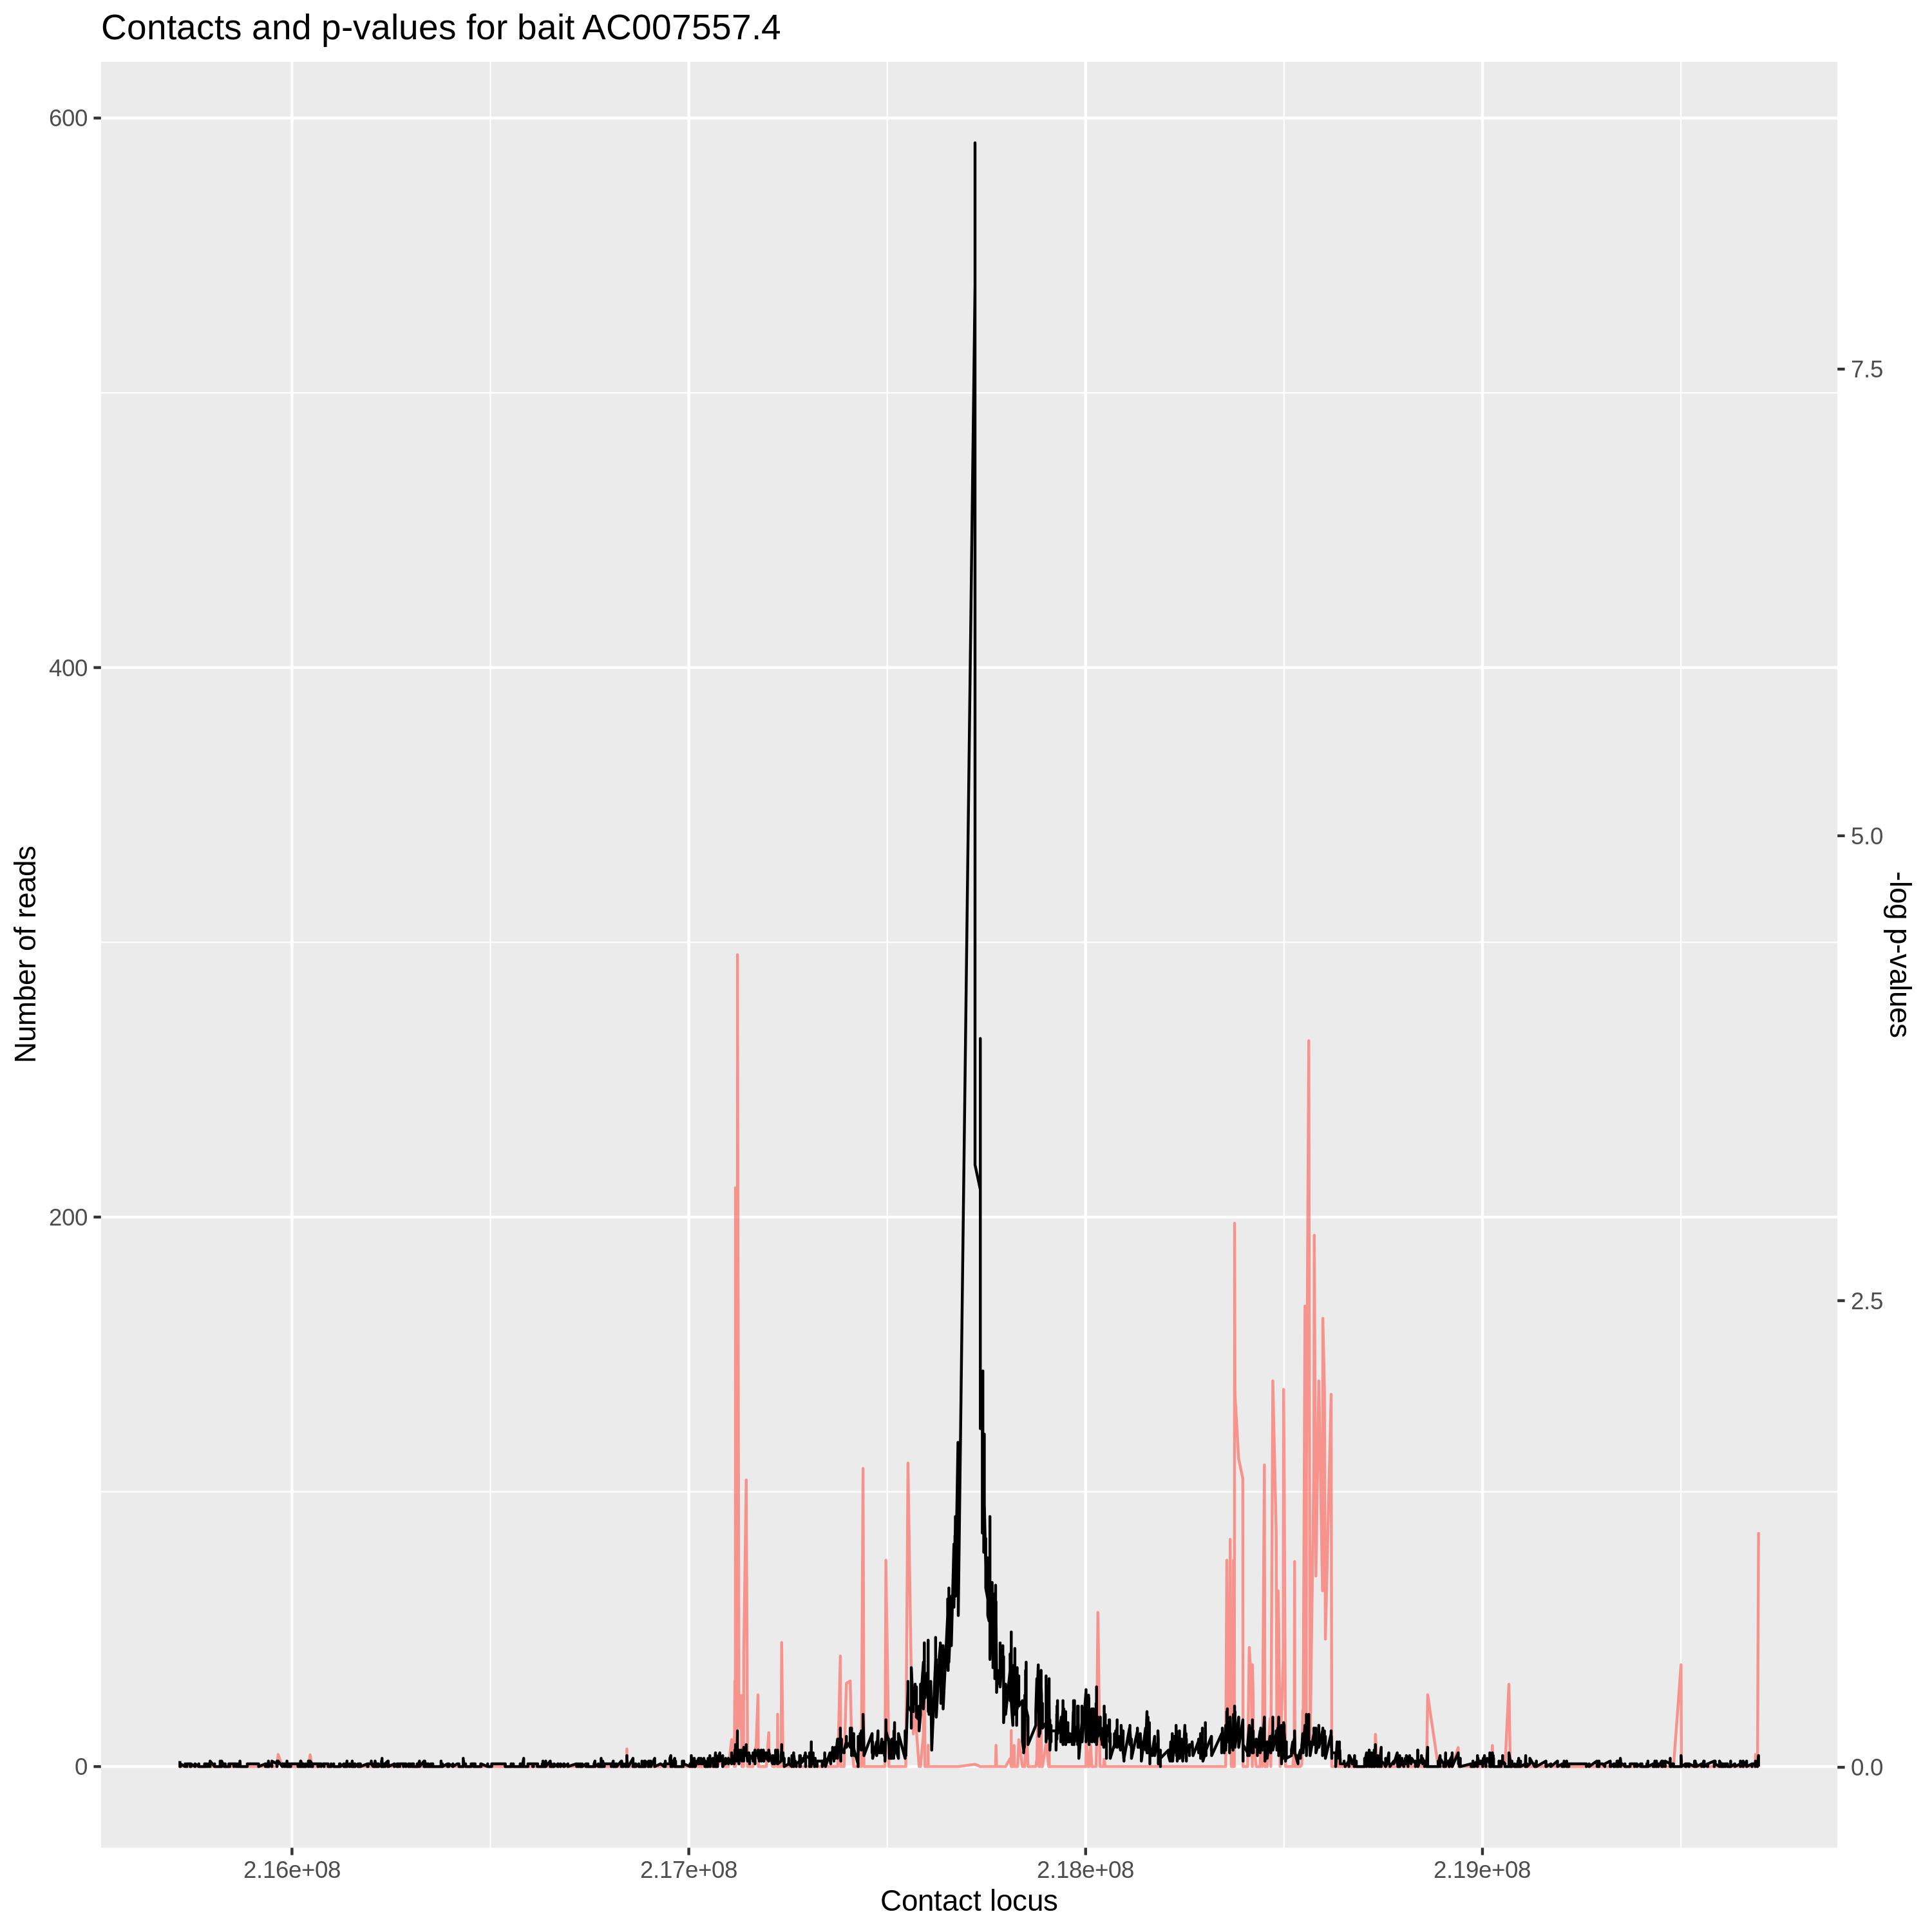 Contacts and p-values for bait AC007557.4
600
400
200
0
Number of reads
7.5
5.0
2.5
0.0
-log p-values
2.16e+08
2.17e+08
2.18e+08
2.19e+08
Contact locus